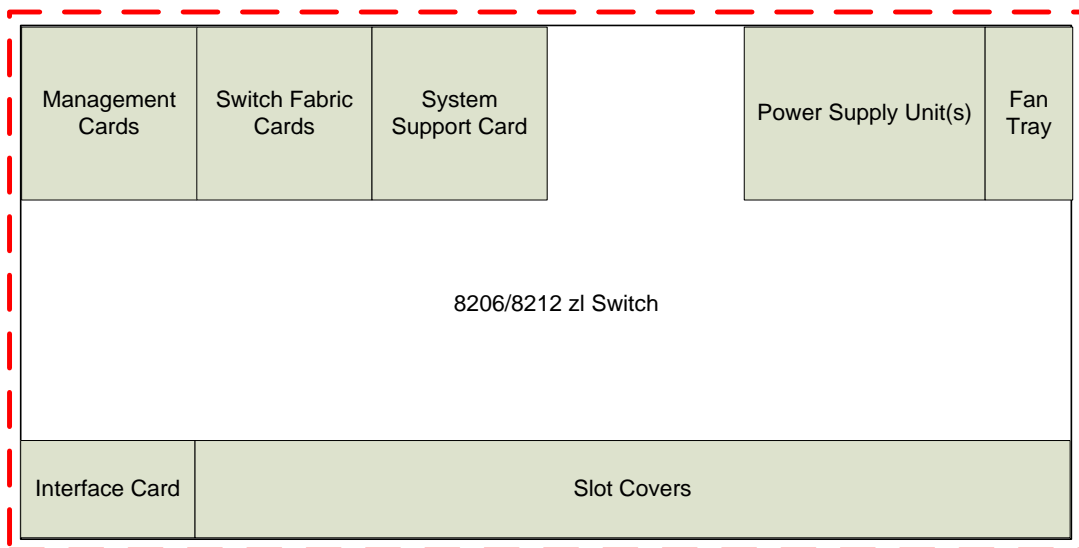 Management
Cards
Switch Fabric
Cards
System
Support Card
Power Supply Unit(s)
Fan
Tray
8206/8212 zl Switch
Interface Card
Slot Covers